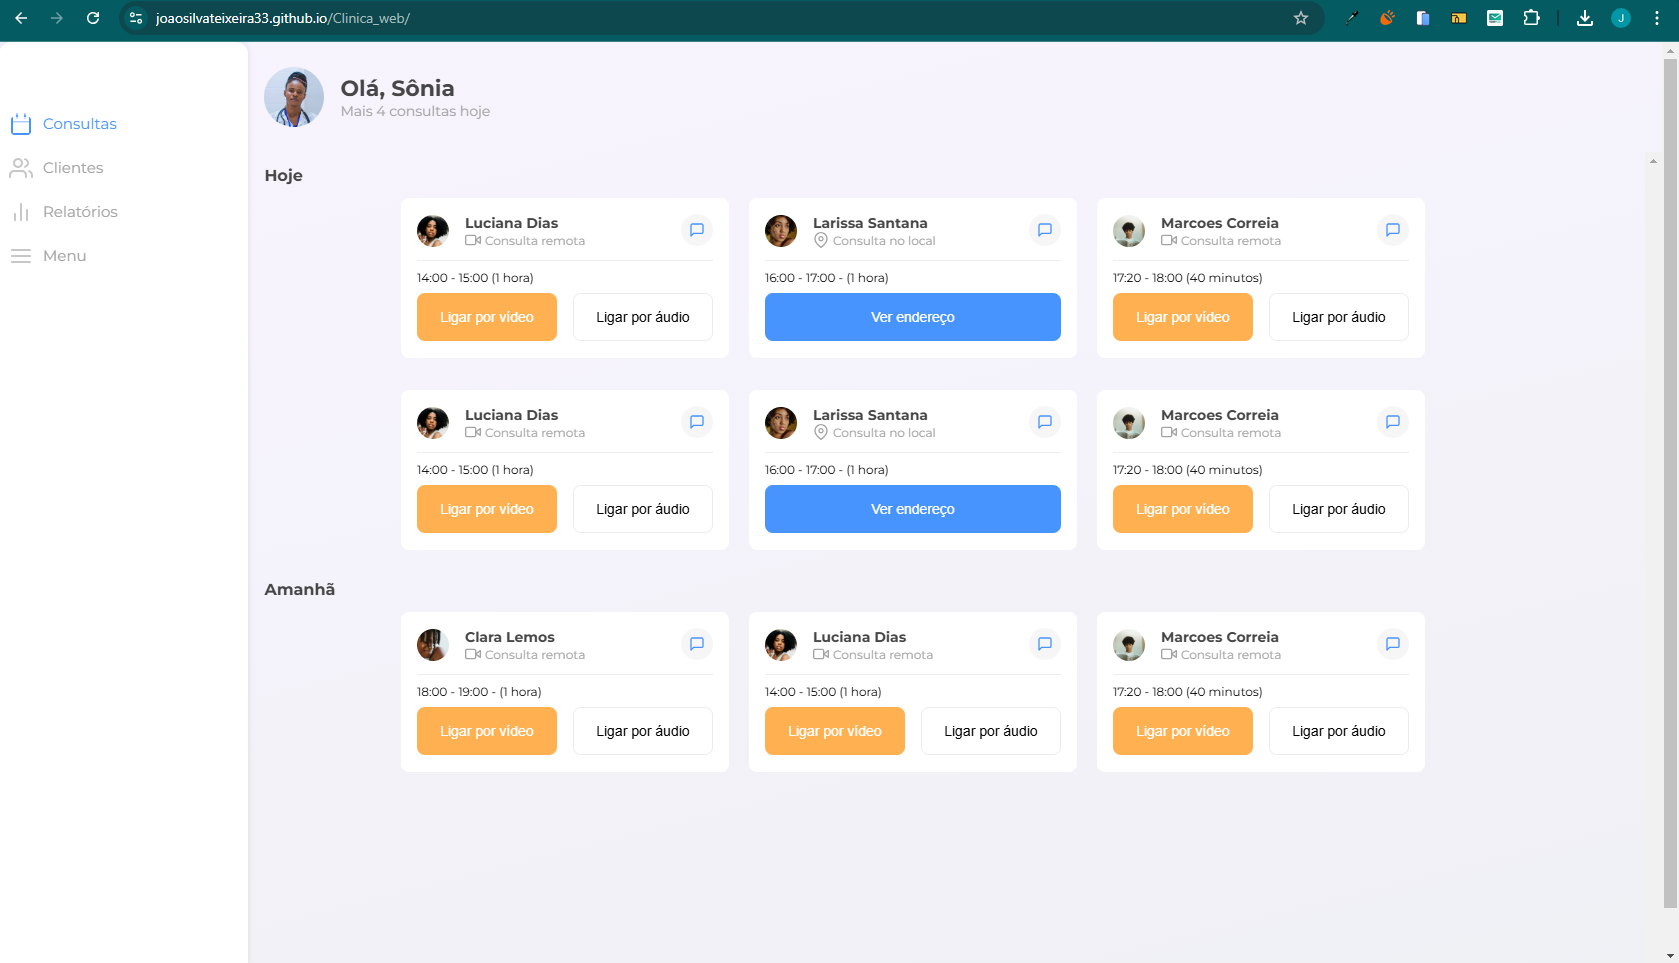 joaosilvateixeira33.github.io/Clinica_web/
J
Olá, Sônia
Mais 4 consultas hoje
Consultas
Clientes
Relatórios
Menu
Hoje
Luciana Dias
Consulta remota
14:00 - 15:00 (1 hora)
Ligar por vídeo
Ligar por áudio
Larissa Santana
Consulta no local
16:00 - 17:00 - (1 hora)
Ver endereço
Marcoes Correia
Consulta remota
17:20 - 18:00 (40 minutos)
Ligar por vídeo
Ligar por áudio
Luciana Dias
Consulta remota
14:00 - 15:00 (1 hora)
Ligar por vídeo
Ligar por áudio
Larissa Santana
Consulta no local
16:00 - 17:00 - (1 hora)
Ver endereço
Marcoes Correia
Consulta remota
17:20 - 18:00 (40 minutos)
Ligar por vídeo
Ligar por áudio
Amanhã
Clara Lemos
Consulta remota
18:00 - 19:00 - (1 hora)
Ligar por vídeo
Ligar por áudio
Luciana Dias
Consulta remota
14:00 - 15:00 (1 hora)
Ligar por vídeo
Ligar por áudio
Marcoes Correia
Consulta remota
17:20 - 18:00 (40 minutos)
Ligar por vídeo
Ligar por áudio